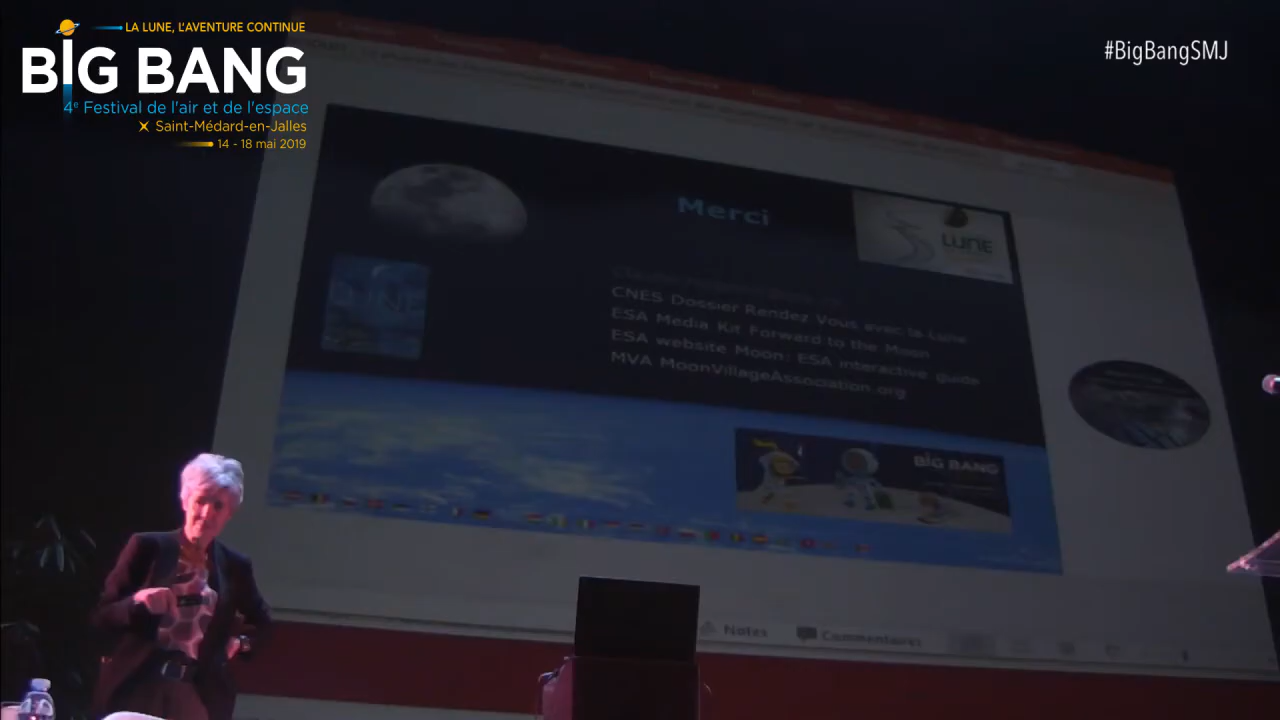 LA LUNE, L'AVENTURE CONTINUE
BIG BANG
4e Festival de l'air et de l'espace
Saint-Médard-en-Jalles
14 - 18 mai 2019
#BigBangSMJ
Merci
LUNE
LUNE
CNES Dossier Rendez Vous avec la Lune
ESA Media Kit Forward to the Moon
ESA website Moon: ESA interactive guide
MVA MoonVillageAssociation.org
BIG BANG
Notes
Commentaires